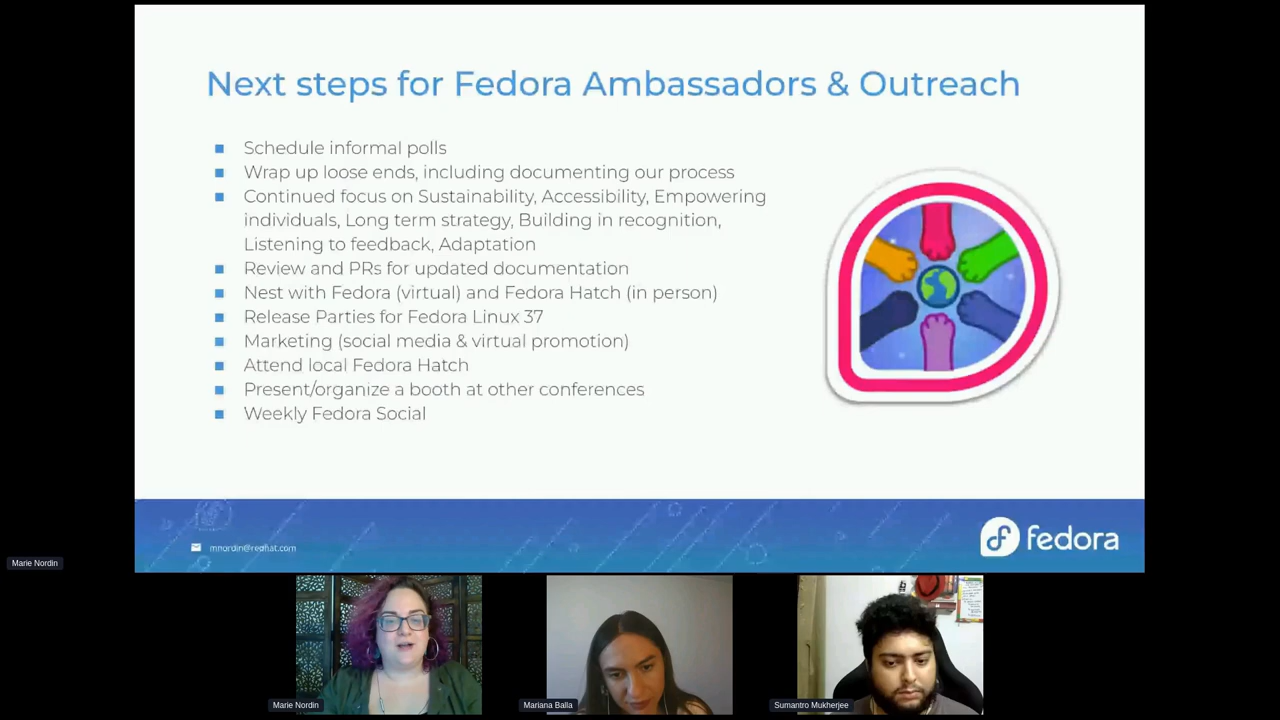 Next steps for Fedora Ambassadors & Outreach
Schedule informal polls
Wrap up loose ends, including documenting our process
Continued focus on Sustainability, Accessibility, Empowering
individuals, Long term strategy, Building in recognition,
Listening to feedback, Adaptation
Review and PRs for updated documentation
Nest with Fedora (virtual) and Fedora Hatch (in person)
Release Parties for Fedora Linux 37
Marketing (social media & virtual promotion)
Attend local Fedora Hatch
Present/organize a booth at other conferences
Weekly Fedora Social
mnordin@redhat.com
fedora
Marie Nordin
Marie Nordin
Mariana Balla
Sumantro Mukherjee